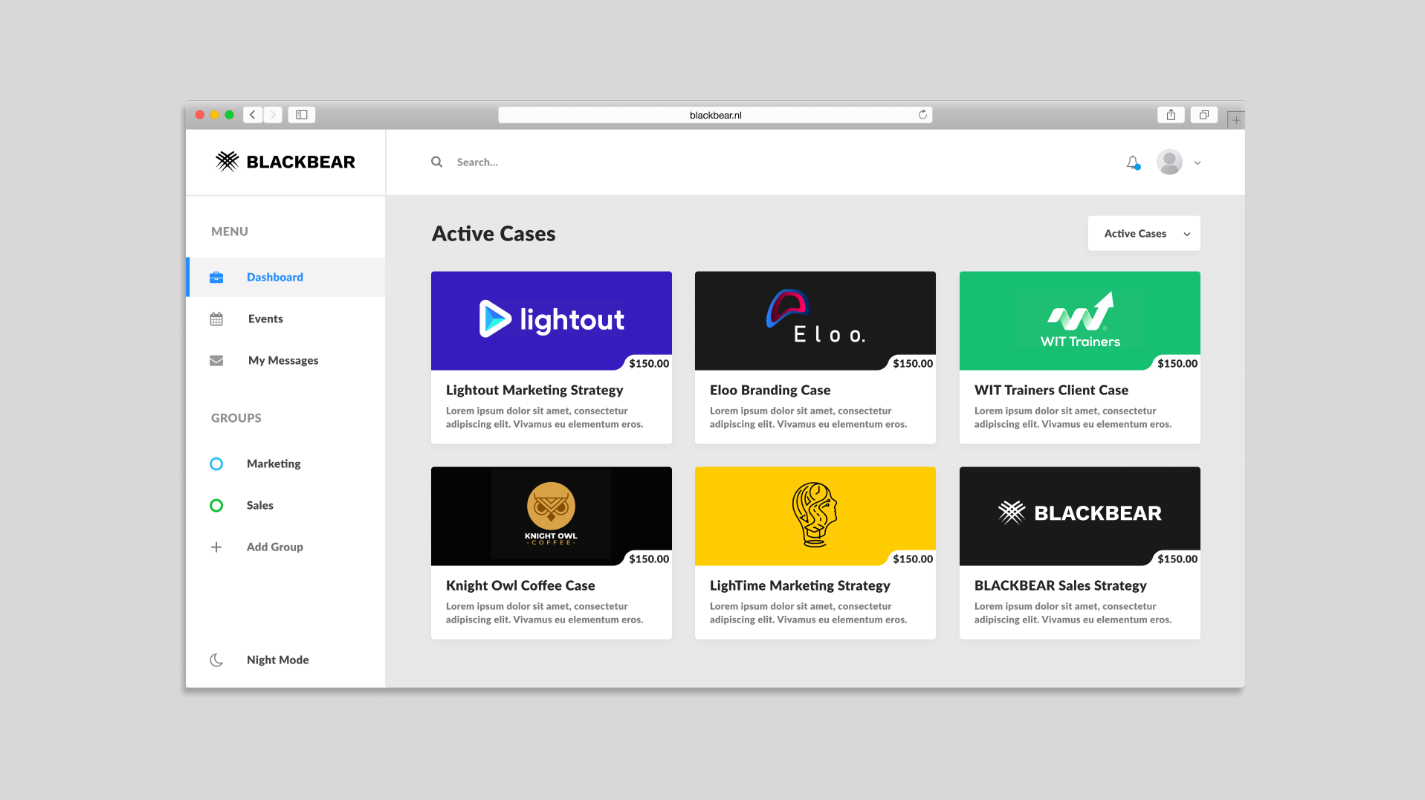 blackbear.nl
BLACKBEAR
Search...
MENU
Dashboard
Events
My Messages
GROUPS
Marketing
Sales
Add Group
Night Mode
Active Cases
Active Cases
lightout
$150.00
Lightout Marketing Strategy
Lorem ipsum dolor sit amet, consectetur
adipiscing elit. Vivamus eu elementum eros.
Eloo.
$150.00
Eloo Branding Case
Lorem ipsum dolor sit amet, consectetur
adipiscing elit. Vivamus eu elementum eros.
WIT Trainers
$150.00
WIT Trainers Client Case
Lorem ipsum dolor sit amet, consectetur
adipiscing elit. Vivamus eu elementum eros.
KNIGHT OWL
•COFFEE•
$150.00
Knight Owl Coffee Case
Lorem ipsum dolor sit amet, consectetur
adipiscing elit. Vivamus eu elementum eros.
$150.00
LighTime Marketing Strategy
Lorem ipsum dolor sit amet, consectetur
adipiscing elit. Vivamus eu elementum eros.
BLACKBEAR
$150.00
BLACKBEAR Sales Strategy
Lorem ipsum dolor sit amet, consectetur
adipiscing elit. Vivamus eu elementum eros.